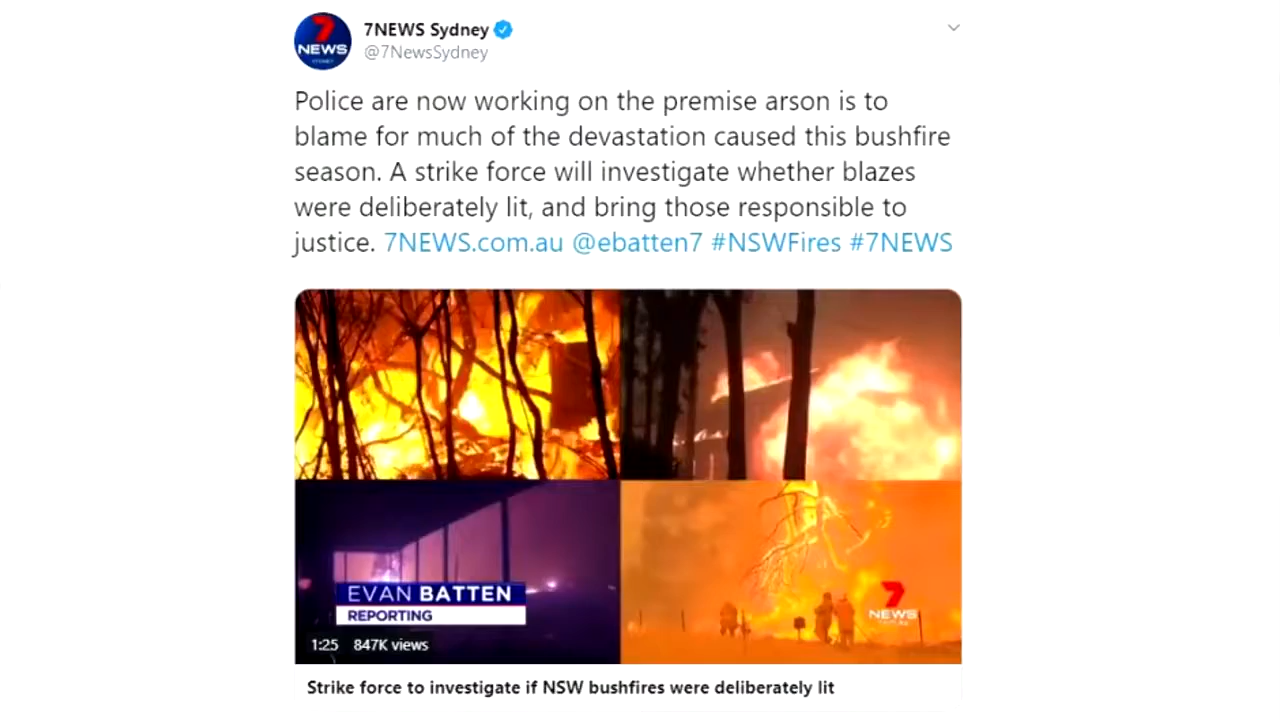 7
NEWS
SYDNEY
7NEWS Sydney
@7NewsSydney
Police are now working on the premise arson is to
blame for much of the devastation caused this bushfire
season. A strike force will investigate whether blazes
were deliberately lit, and bring those responsible to
justice. 7NEWS.com.au @ebatten7 #NSWFires #7NEWS
EVAN BATTEN
REPORTING
7
NEWS
1:25 847K views
Strike force to investigate if NSW bushfires were deliberately lit